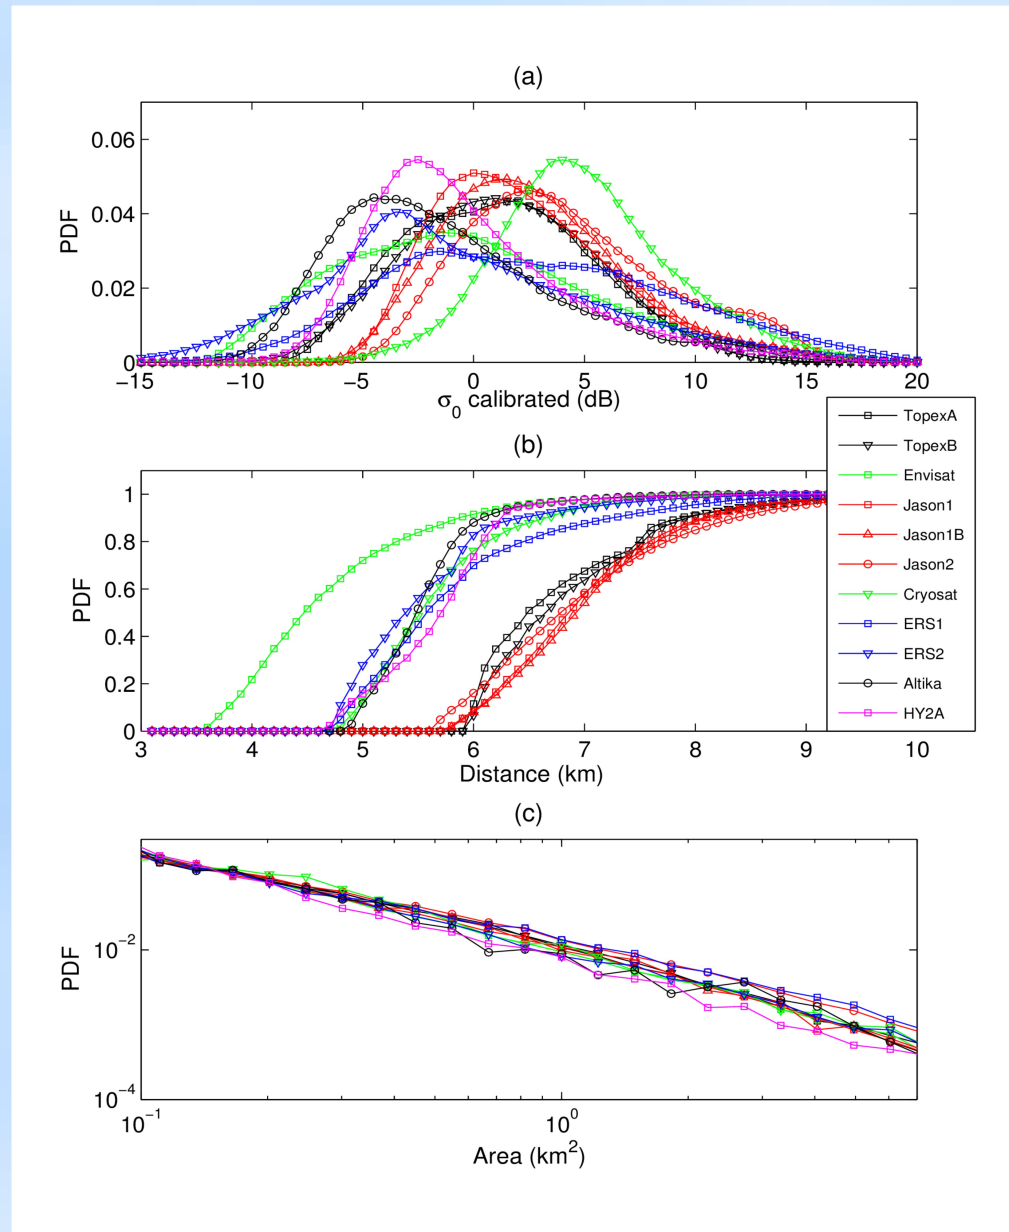 (a)
PDF
0.06
0.04
0.02
0
−15 −10 −5 0 5 10 15 20
σ0 calibrated (dB)
(b)
PDF
1
0.8
0.6
0.4
0.2
0
3 4 5 6 7 8 9 10
Distance (km)
TopexA
TopexB
Envisat
Jason1
Jason1B
Jason2
Cryosat
ERS1
ERS2
Altika
HY2A
(c)
PDF
10−2
10−4
10−1 100
Area (km2)